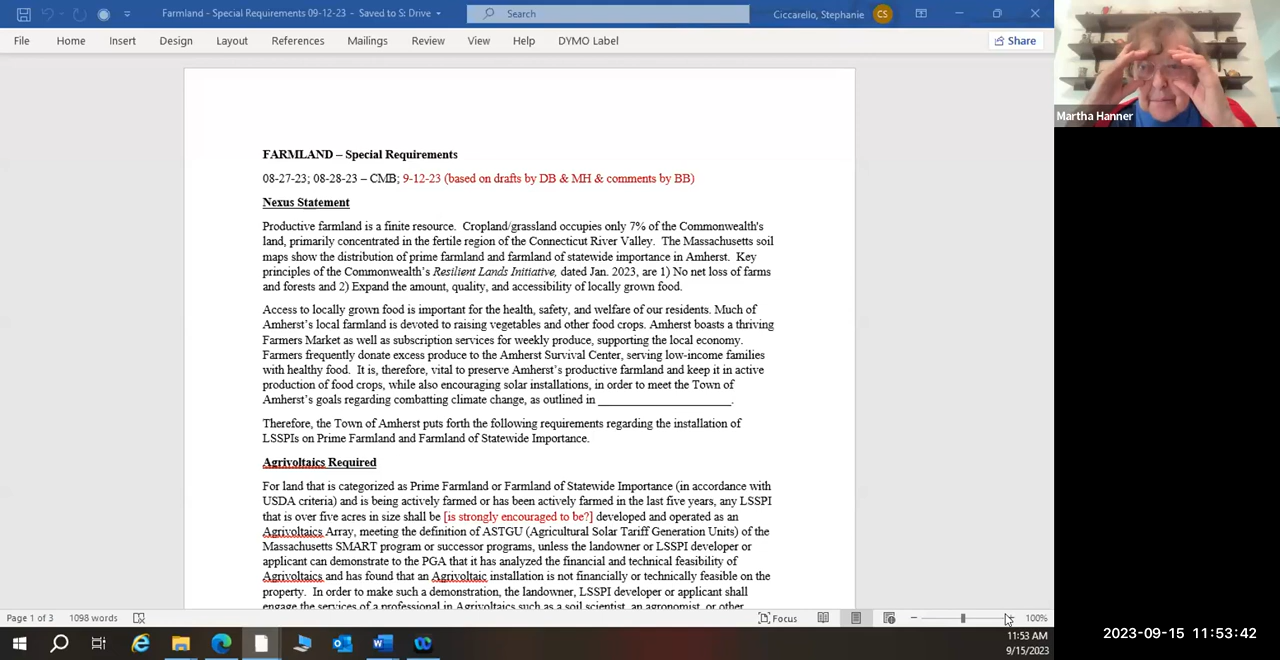 Farmland - Special Requirements 09-12-23 - Saved to S: Drive
Search
Ciccarello, Stephanie
CS
File Home Insert Design Layout References Mailings Review View Help DYMO Label
Share
FARMLAND – Special Requirements
08-27-23; 08-28-23 – CMB; 9-12-23 (based on drafts by DB & MH & comments by BB)
Nexus Statement
Productive farmland is a finite resource. Cropland/grassland occupies only 7% of the Commonwealth's
land, primarily concentrated in the fertile region of the Connecticut River Valley. The Massachusetts soil
maps show the distribution of prime farmland and farmland of statewide importance in Amherst. Key
principles of the Commonwealth's Resilient Lands Initiative, dated Jan. 2023, are 1) No net loss of farms
and forests and 2) Expand the amount, quality, and accessibility of locally grown food.
Access to locally grown food is important for the health, safety, and welfare of our residents. Much of
Amherst's local farmland is devoted to raising vegetables and other food crops. Amherst boasts a thriving
Farmers Market as well as subscription services for weekly produce, supporting the local economy.
Farmers frequently donate excess produce to the Amherst Survival Center, serving low-income families
with healthy food. It is, therefore, vital to preserve Amherst's productive farmland and keep it in active
production of food crops, while also encouraging solar installations, in order to meet the Town of
Amherst's goals regarding combatting climate change, as outlined in ______________________.
Therefore, the Town of Amherst puts forth the following requirements regarding the installation of
LSSPIs on Prime Farmland and Farmland of Statewide Importance.
Agrivoltaics Required
For land that is categorized as Prime Farmland or Farmland of Statewide Importance (in accordance with
USDA criteria) and is being actively farmed or has been actively farmed in the last five years, any LSSPI
that is over five acres in size shall be [is strongly encouraged to be?] developed and operated as an
Agrivoltaics Array, meeting the definition of ASTGU (Agricultural Solar Tariff Generation Units) of the
Massachusetts SMART program or successor programs, unless the landowner or LSSPI developer or
applicant can demonstrate to the PGA that it has analyzed the financial and technical feasibility of
Agrivoltaics and has found that an Agrivoltaic installation is not financially or technically feasible on the
property. In order to make such a demonstration, the landowner, LSSPI developer or applicant shall
engage the services of a professional in Agrivoltaics such as a soil scientist, an agronomist, or other
Page 1 of 3 1098 words
Focus
100%
11:53 AM
9/15/2023
Martha Hanner
2023-09-15 11:53:42